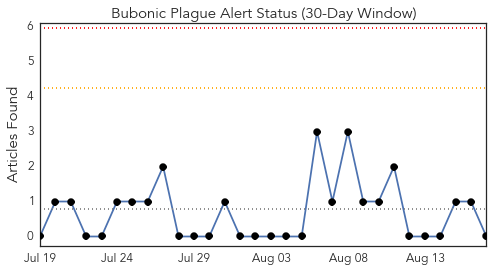 Bubonic Plague Alert Status (30-Day Window)
Articles Found
6
5
4
3
2
1
0
Jul 19 Jul 24 Jul 29 Aug 03 Aug 08 Aug 13